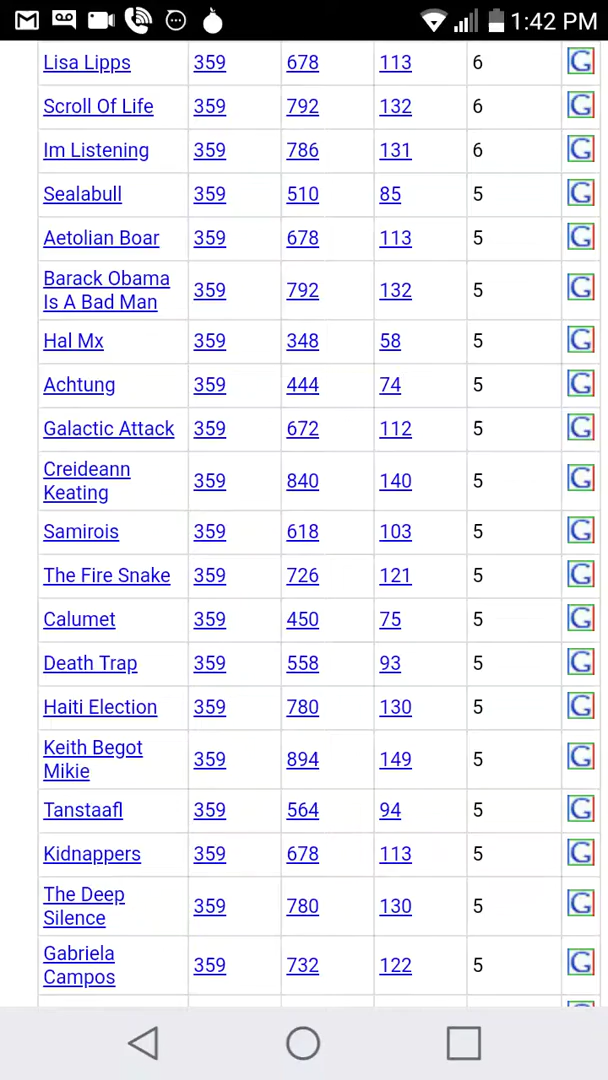 1:42 PM
Lisa Lipps 359 678 113 6
Scroll Of Life 359 792 132 6
Im Listening 359 786 131 6
Sealabull 359 510 85 5
Aetolian Boar 359 678 113 5
Barack Obama
Is A Bad Man 359 792 132 5
Hal Mx 359 348 58 5
Achtung 359 444 74 5
Galactic Attack 359 672 112 5
Creideann
Keating 359 840 140 5
Samirois 359 618 103 5
The Fire Snake 359 726 121 5
Calumet 359 450 75 5
Death Trap 359 558 93 5
Haiti Election 359 780 130 5
Keith Begot
Mikie 359 894 149 5
Tanstaafl 359 564 94 5
Kidnappers 359 678 113 5
The Deep
Silence 359 780 130 5
Gabriela
Campos 359 732 122 5